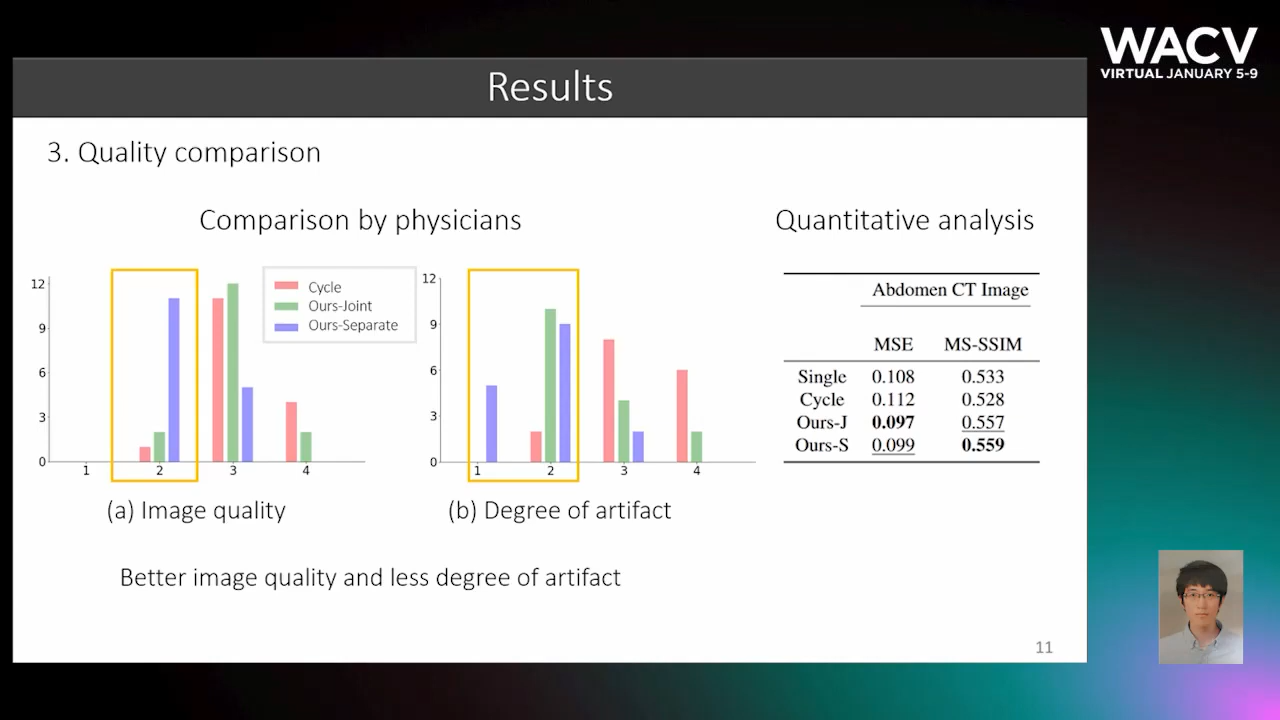 WACV
VIRTUAL JANUARY 5-9
Results
3. Quality comparison
Comparison by physicians
Quantitative analysis
12
9
6
3
0
1
2
3
4
Cycle
Ours-Joint
Ours-Separate
(a) Image quality
12
9
6
3
0
1
2
3
4
(b) Degree of artifact
Abdomen CT Image
MSE MS-SSIM
Single 0.108 0.533
Cycle 0.112 0.528
Ours-J 0.097 0.557
Ours-S 0.099 0.559
Better image quality and less degree of artifact
11